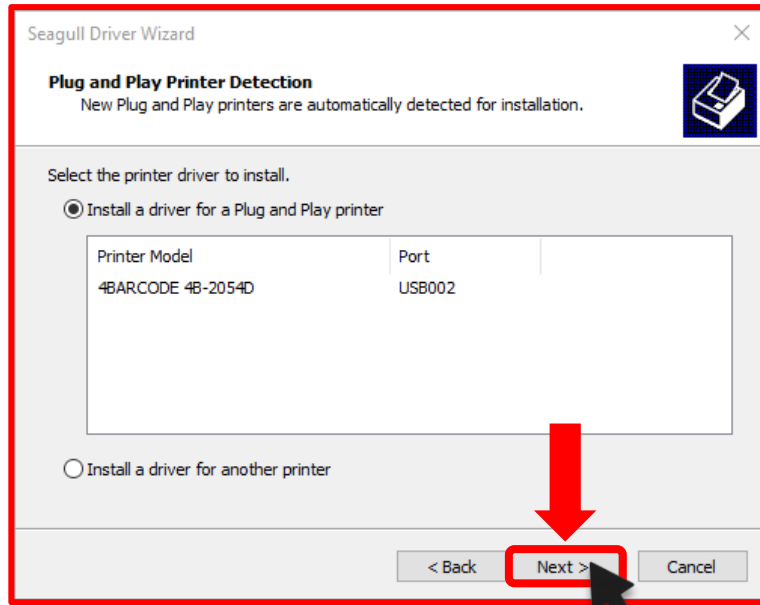 Seagull Driver Wizard
Plug and Play Printer Detection
New Plug and Play printers are automatically detected for installation.
Select the printer driver to install.
Install a driver for a Plug and Play printer
Printer Model Port
4BARCODE 4B-2054D USB002
Install a driver for another printer
< Back Next > Cancel